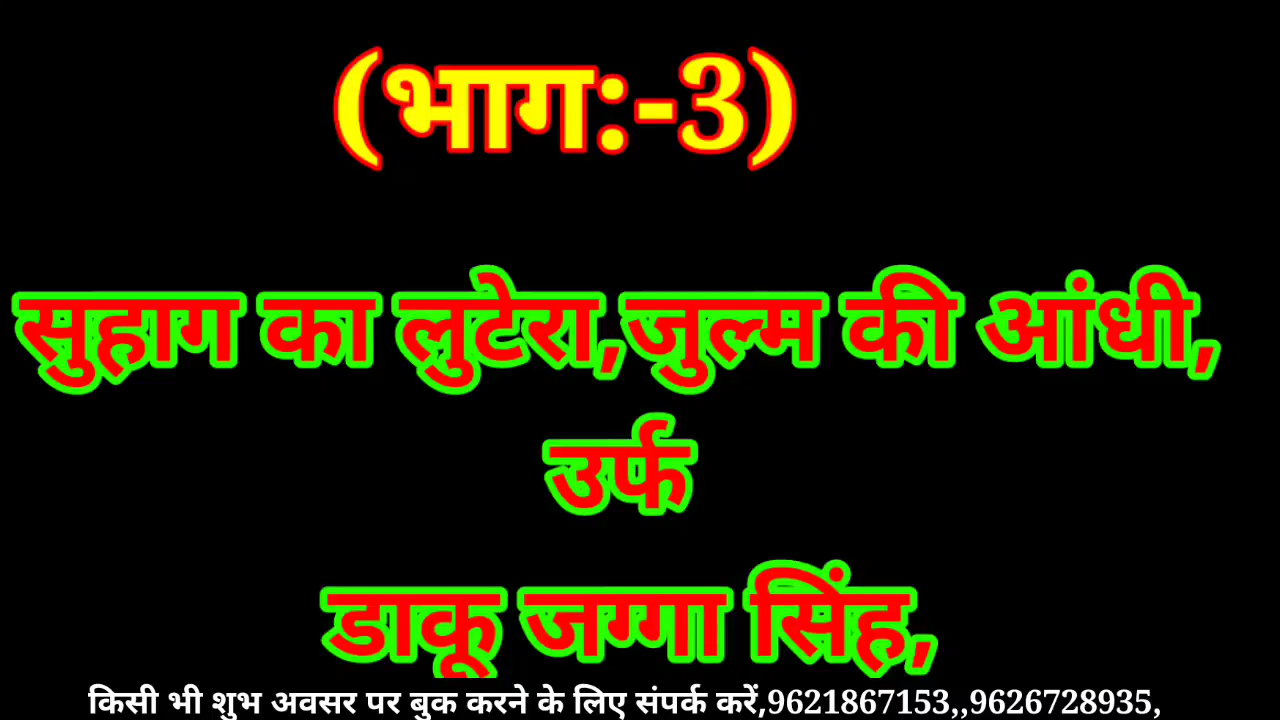 (भाग:-3)
सुहाग का लुटेरा,जुल्म की आंधी,
उर्फ
डाकू जग्गा सिंह,
किसी भी शुभ अवसर पर बुक करने के लिए संपर्क करें,9621867153,,9626728935,